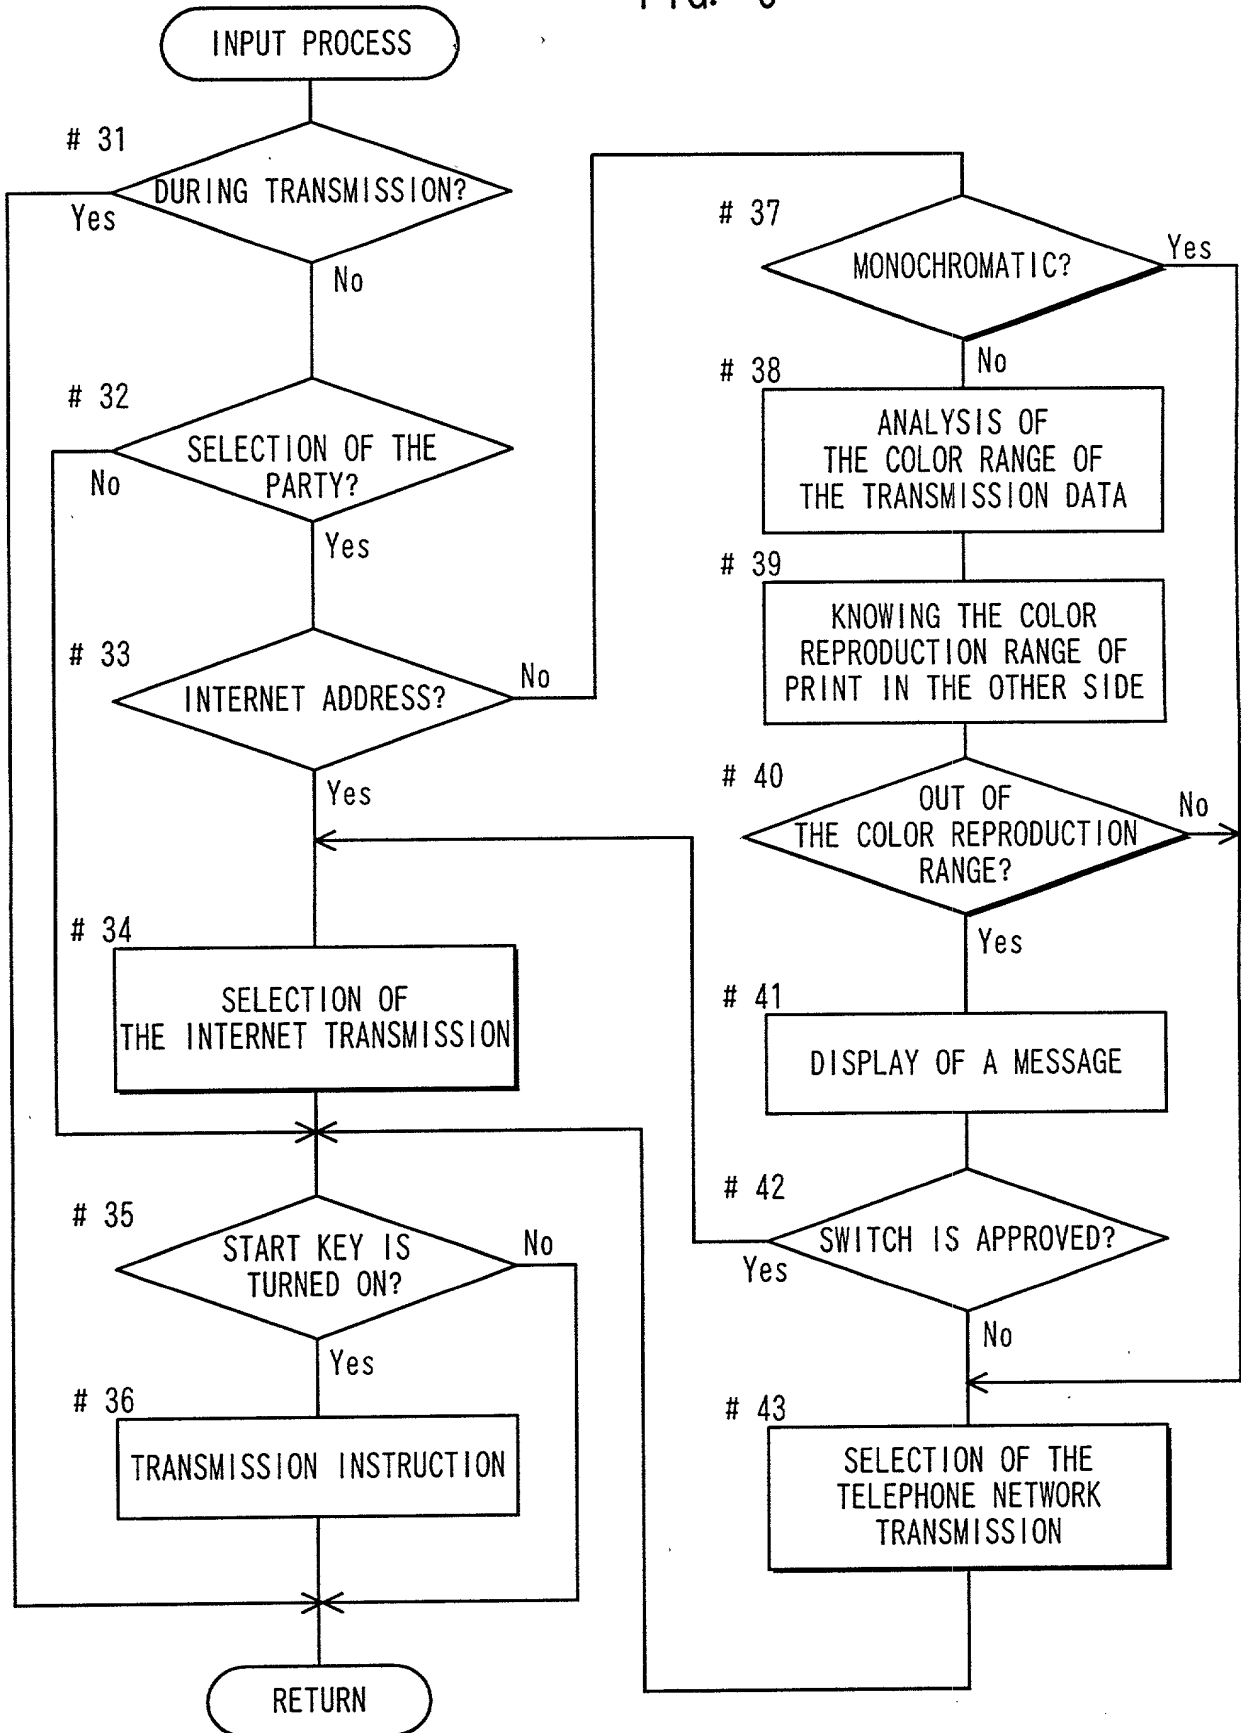 INPUT PROCESS
# 31
DURING TRANSMISSION?
Yes
No
# 32
SELECTION OF THE
PARTY?
No
Yes
# 33
INTERNET ADDRESS?
No
Yes
# 34
SELECTION OF
THE INTERNET TRANSMISSION
# 35
START KEY IS
TURNED ON?
No
Yes
# 36
TRANSMISSION INSTRUCTION
RETURN
# 37
MONOCHROMATIC?
Yes
No
# 38
ANALYSIS OF
THE COLOR RANGE OF
THE TRANSMISSION DATA
# 39
KNOWING THE COLOR
REPRODUCTION RANGE OF
PRINT IN THE OTHER SIDE
# 40
OUT OF
THE COLOR REPRODUCTION
RANGE?
No
Yes
# 41
DISPLAY OF A MESSAGE
# 42
SWITCH IS APPROVED?
Yes
No
# 43
SELECTION OF THE
TELEPHONE NETWORK
TRANSMISSION